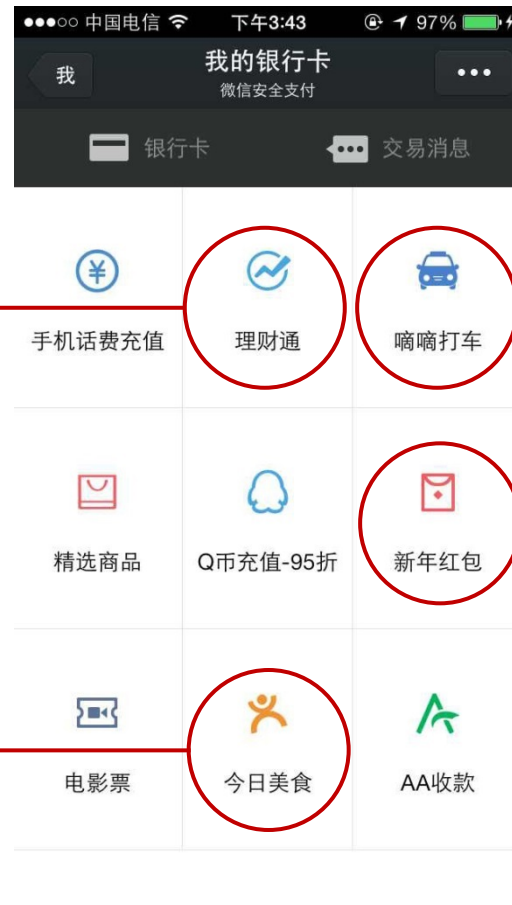 中国电信 下午3:43 97%
我
我的银行卡
微信安全支付
银行卡 交易消息
手机话费充值 理财通 嘀嘀打车
精选商品 Q币充值-95折 新年红包
电影票 今日美食 AA收款